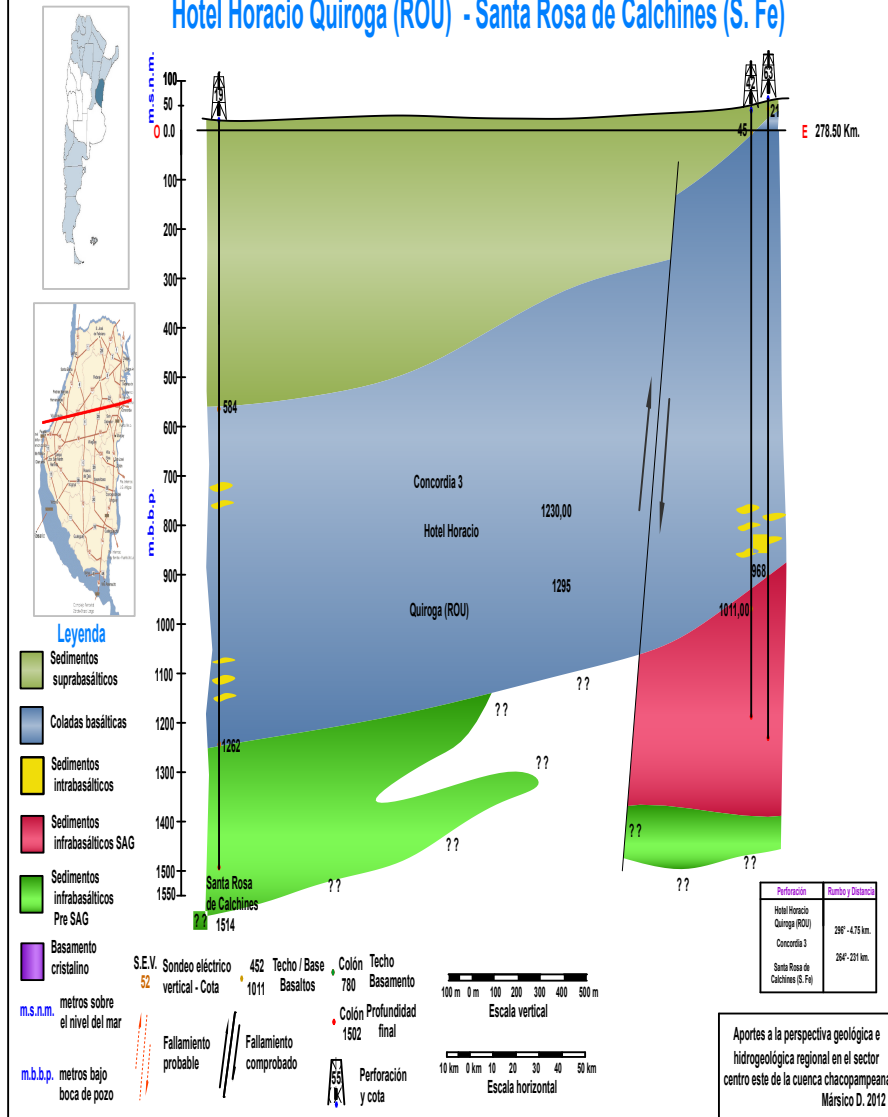 Hotel Horacio Quiroga (ROU) - Santa Rosa de Calchines (S. Fe)
m.s.n.m.
100
50
O 0.0
100
200
300
400
500
600
700
800
900
1000
1100
1200
1300
1400
1500
1550
m.b.b.p.
19
42
63
45
21
E 278.50 Km.
584
Concordia 3
1230,00
Hotel Horacio
1295
Quiroga (ROU)
968
1011,00
1262
? ?
? ?
? ?
? ?
? ?
? ?
? ?
? ?
? ?
Santa Rosa
de Calchines
1514
Leyenda
Sedimentos
suprabasálticos
Coladas basálticas
Sedimentos
intrabasálticos
Sedimentos
infrabasálticos SAG
Sedimentos
infrabasálticos
Pre SAG
Basamento
cristalino
m.s.n.m. metros sobre
el nivel del mar
m.b.b.p. metros bajo
boca de pozo
S.E.V. Sondeo eléctrico
52 vertical - Cota
452 Techo / Base
1011 Basaltos
Colón Techo
780 Basamento
Colón Profundidad
1502 final
Fallamiento
probable
Fallamiento
comprobado
55
Perforación
y cota
100 m 0 m 100 200 300 400 500 m
Escala vertical
10 km 0 km 10 20 30 40 50 km
Escala horizontal
Perforación Rumbo y Distancia
Hotel Horacio
Quiroga (ROU)
296° - 4.75 km.
Concordia 3
264°- 231 km.
Santa Rosa de
Calchines (S. Fe)
Aportes a la perspectiva geológica e
hidrogeológica regional en el sector
centro este de la cuenca chacopampeana
Mársico D. 2012